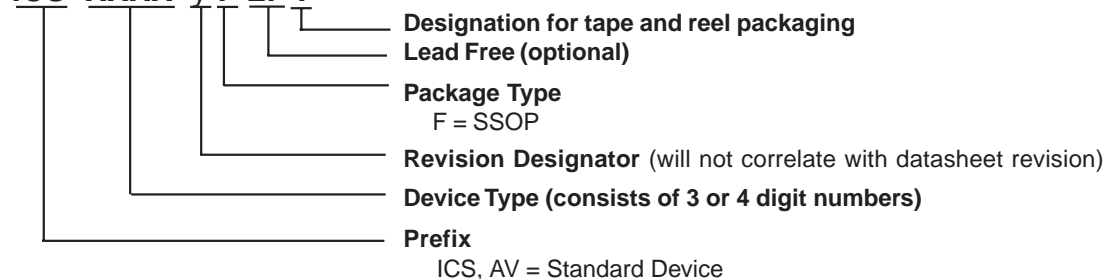 Designation for tape and reel packaging
Lead Free (optional)
Package Type
F = SSOP
Revision Designator (will not correlate with datasheet revision)
Device Type (consists of 3 or 4 digit numbers)
Prefix
ICS, AV = Standard Device